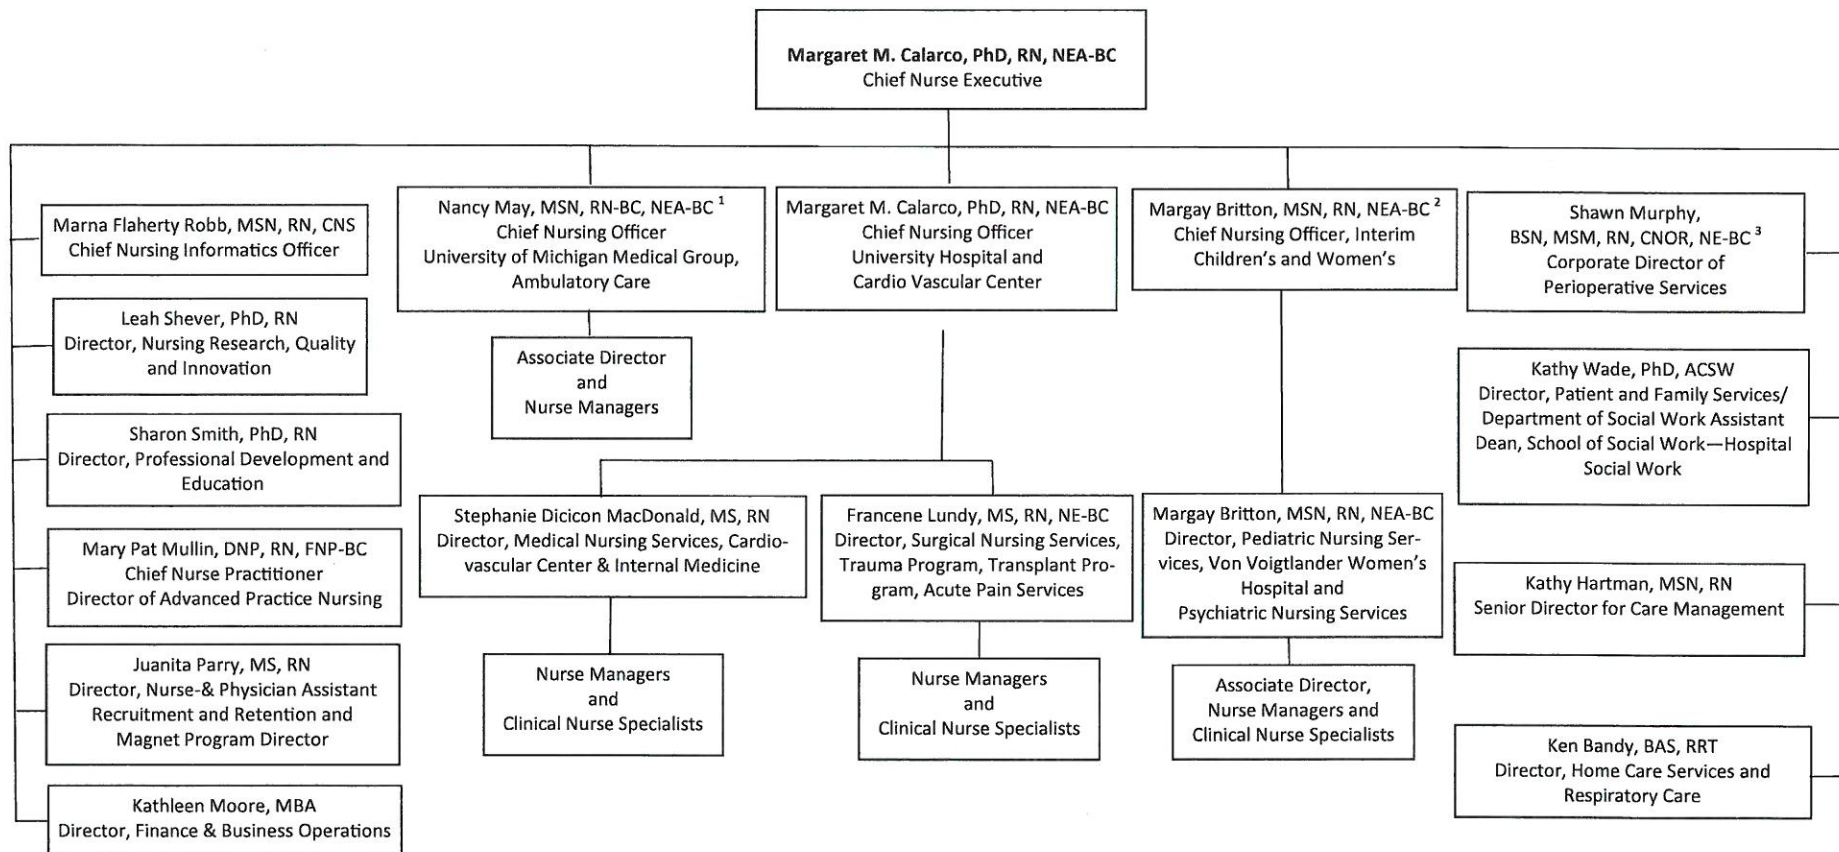 Margaret M. Calarco, PhD, RN, NEA-BC
Chief Nurse Executive
Marna Flaherty Robb, MSN, RN, CNS
Chief Nursing Informatics Officer
Leah Shever, PhD, RN
Director, Nursing Research, Quality
and Innovation
Sharon Smith, PhD, RN
Director, Professional Development and
Education
Mary Pat Mullin, DNP, RN, FNP-BC
Chief Nurse Practitioner
Director of Advanced Practice Nursing
Juanita Parry, MS, RN
Director, Nurse-& Physician Assistant
Recruitment and Retention and
Magnet Program Director
Kathleen Moore, MBA
Director, Finance & Business Operations
Nancy May, MSN, RN-BC, NEA-BC 1
Chief Nursing Officer
University of Michigan Medical Group,
Ambulatory Care
Associate Director
and
Nurse Managers
Margaret M. Calarco, PhD, RN, NEA-BC
Chief Nursing Officer
University Hospital and
Cardio Vascular Center
Stephanie Dicicon MacDonald, MS, RN
Director, Medical Nursing Services, Cardio-
vascular Center & Internal Medicine
Nurse Managers
and
Clinical Nurse Specialists
Francene Lundy, MS, RN, NE-BC
Director, Surgical Nursing Services,
Trauma Program, Transplant Pro-
gram, Acute Pain Services
Nurse Managers
and
Clinical Nurse Specialists
Margay Britton, MSN, RN, NEA-BC 2
Chief Nursing Officer, Interim
Children's and Women's
Margay Britton, MSN, RN, NEA-BC
Director, Pediatric Nursing Ser-
vices, Von Voigtlander Women's
Hospital and
Psychiatric Nursing Services
Associate Director,
Nurse Managers and
Clinical Nurse Specialists
Shawn Murphy,
BSN, MSM, RN, CNOR, NE-BC 3
Corporate Director of
Perioperative Services
Kathy Wade, PhD, ACSW
Director, Patient and Family Services/
Department of Social Work Assistant
Dean, School of Social Work—Hospital
Social Work
Kathy Hartman, MSN, RN
Senior Director for Care Management
Ken Bandy, BAS, RRT
Director, Home Care Services and
Respiratory Care